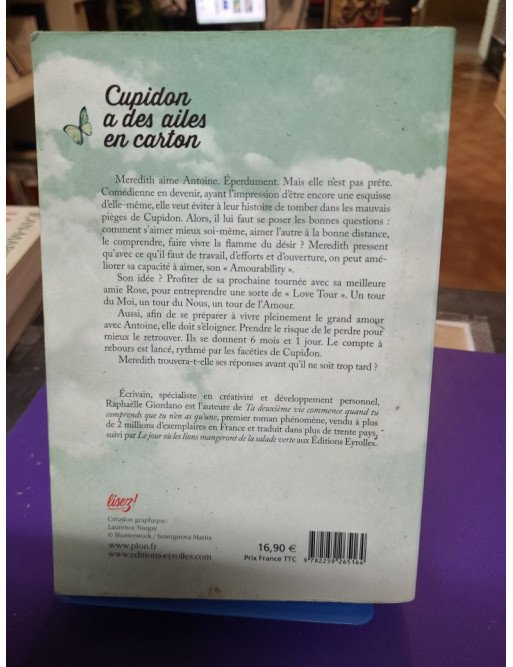 Cupidon
a des ailes
en carton
Meredith aime Antoine. Éperdument. Mais elle n'est pas prête.
Comédienne en devenir, ayant l'impression d'être encore une esquisse
d'elle-même, elle veut éviter à leur histoire de tomber dans les mauvais
pièges de Cupidon. Alors, il lui faut se poser les bonnes questions :
comment s'aimer mieux soi-même, aimer l'autre à la bonne distance,
le comprendre, faire vivre la flamme du désir ? Meredith pressent
qu'avec ce qu'il faut de travail, d'efforts et d'ouverture, on peut amé-
liorer sa capacité à aimer, son « Amourability ».
Son idée ? Profiter de sa prochaine tournée avec sa meilleure
amie Rose, pour entreprendre une sorte de « Love Tour ». Un tour
du Moi, un tour du Nous, un tour de l'Amour.
Aussi, afin de se préparer à vivre pleinement le grand amour
avec Antoine, elle doit s'éloigner. Prendre le risque de le perdre pour
mieux le retrouver. Ils se donnent 6 mois et 1 jour. Le compte à
rebours est lancé, rythmé par les facéties de Cupidon.
Meredith trouvera-t-elle ses réponses avant qu'il ne soit trop tard ?
Écrivain, spécialiste en créativité et développement personnel,
Raphaëlle Giordano est l'auteure de Ta deuxième vie commence quand tu
comprends que tu n'en as qu'une, premier roman phénomène, vendu à plus
de 2 millions d'exemplaires en France et traduit dans plus de trente pays,
suivi par Le jour où les lions mangeront de la salade verte aux Éditions Eyrolles.
lisez!
Création graphique :
Laurence Ningre
© Shutterstock / Sniergirova Mariia
www.plon.fr
www.editions-eyrolles.com
16,90 €
Prix France TTC
9 782259 265164